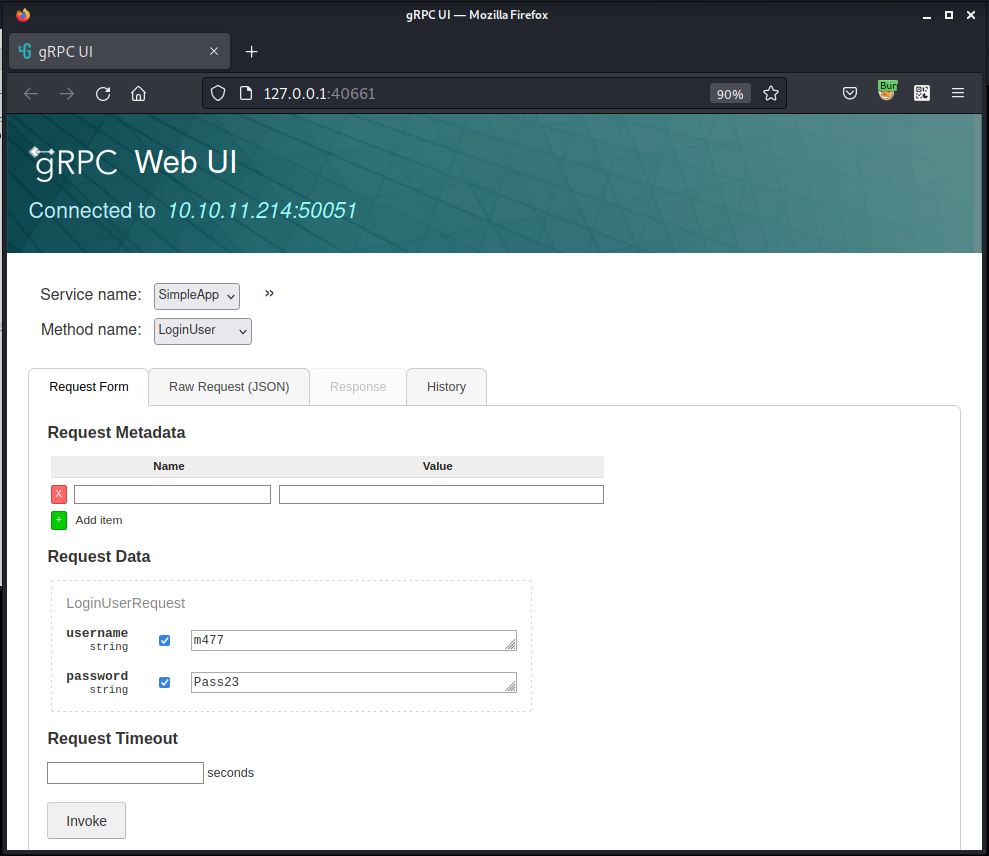 gRPC UI — Mozilla Firefox
gRPC UI
127.0.0.1:40661
90%
Bur
gRPC Web UI
Connected to 10.10.11.214:50051
Service name: SimpleApp »
Method name: LoginUser
Request Form Raw Request (JSON) Response History
Request Metadata
Name Value
X
+ Add item
Request Data
LoginUserRequest
username
string
m477
password
string
Pass23
Request Timeout
seconds
Invoke